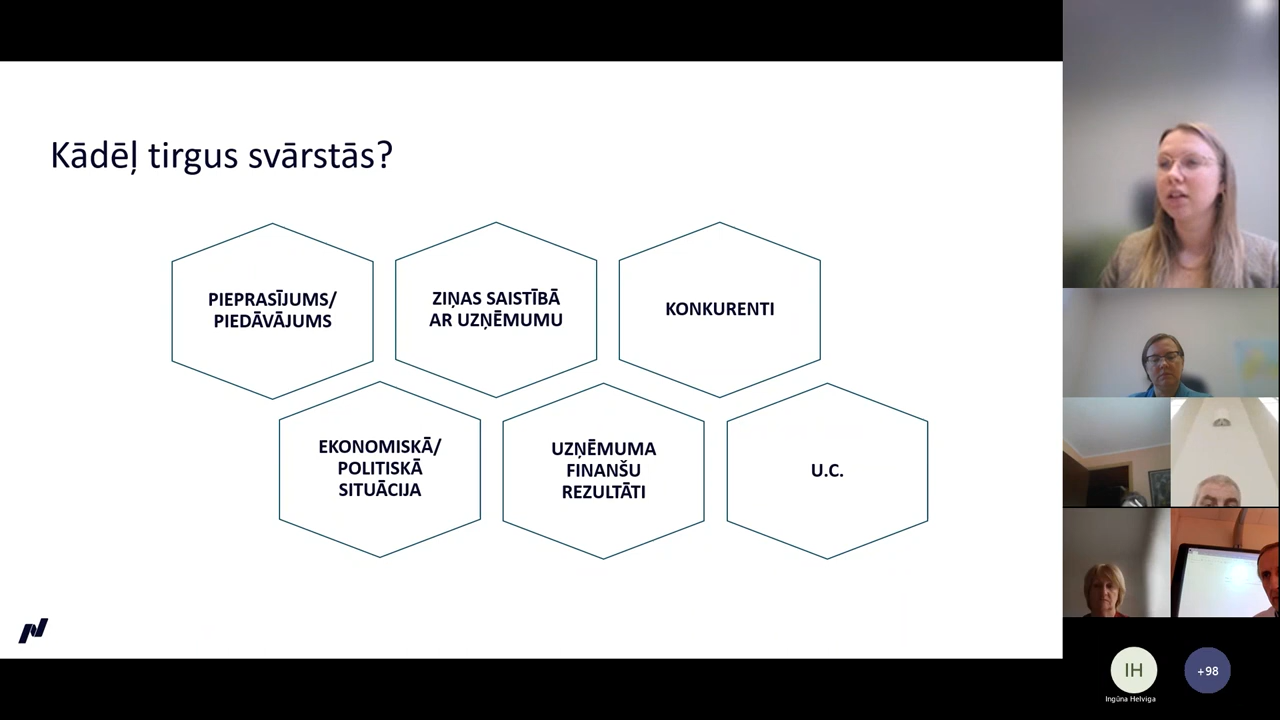 Kādēļ tirgus svārstās?
PIEPRASĪJUMS/
PIEDĀVĀJUMS
ZIŅAS SAISTĪBĀ
AR UZŅĒMUMU
KONKURENTI
EKONOMISKĀ/
POLITISKĀ
SITUĀCIJA
UZŅĒMUMA
FINANŠU
REZULTĀTI
U.C.
IH
Ingūna Helviga
+98